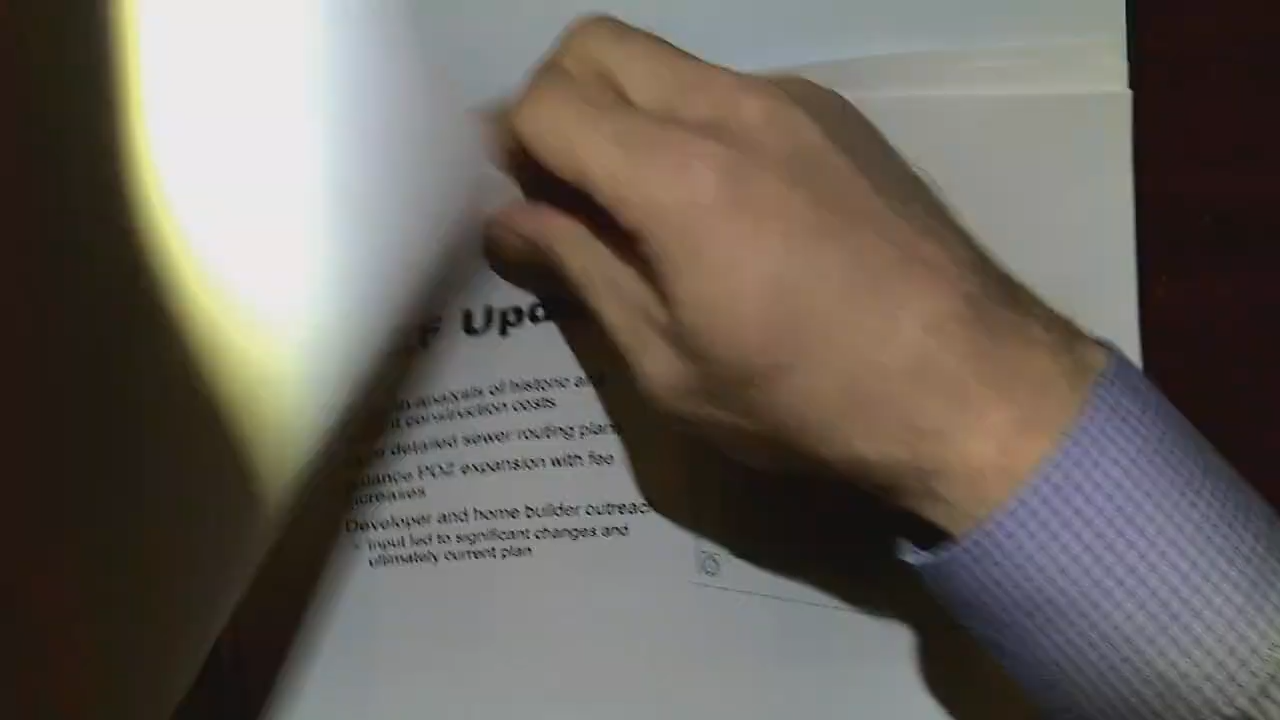 F Upd
analysis of historic and
construction costs
detailed sewer routing plan
PDZ expansion with fee
increases
Developer and home builder outreach
Input led to significant changes and
ultimately current plan